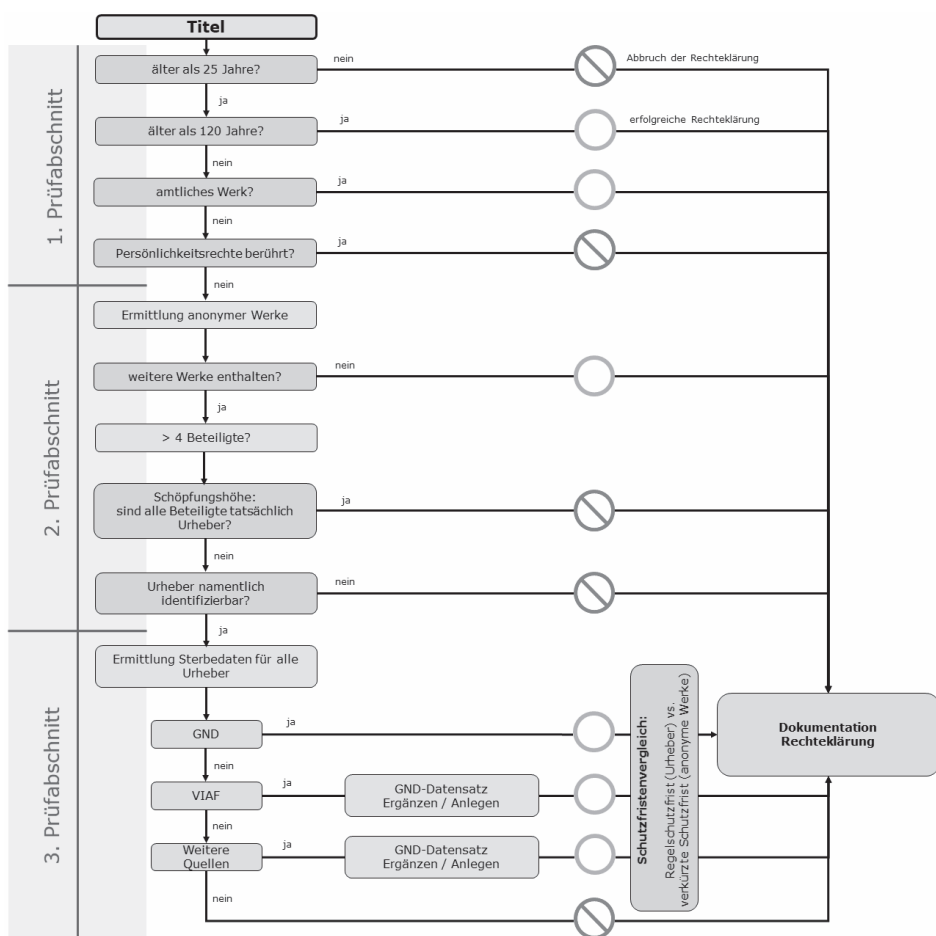 Titel
älter als 25 Jahre?
nein
Abbruch der Rechteklärung
ja
älter als 120 Jahre?
ja
erfolgreiche Rechteklärung
nein
amtliches Werk?
ja
nein
Persönlichkeitsrechte berührt?
ja
nein
1. Prüfabschnitt
Ermittlung anonymer Werke
weitere Werke enthalten?
nein
ja
> 4 Beteiligte?
Schöpfungshöhe:
sind alle Beteiligte tatsächlich
Urheber?
ja
nein
Urheber namentlich
identifizierbar?
nein
ja
2. Prüfabschnitt
Ermittlung Sterbedaten für alle
Urheber
GND
ja
nein
VIAF
ja
GND-Datensatz
Ergänzen / Anlegen
nein
Weitere
Quellen
ja
GND-Datensatz
Ergänzen / Anlegen
nein
3. Prüfabschnitt
Schutzfristenvergleich:
Regelschutzfrist (Urheber) vs.
verkürzte Schutzfrist (anonyme Werke)
Dokumentation
Rechteklärung